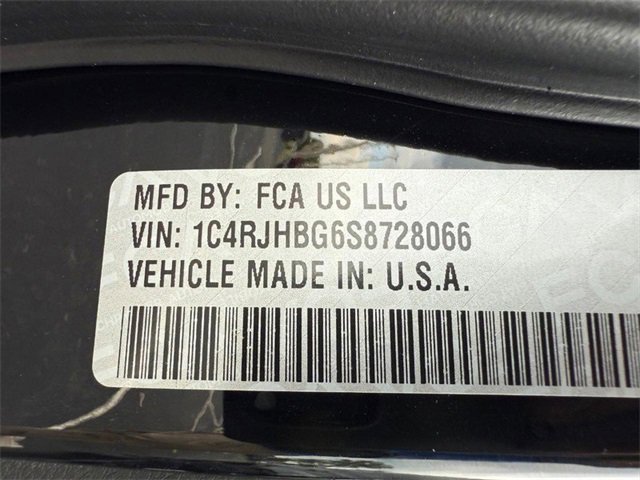 MFD BY: FCA US LLC
VIN: 1C4RJHBG6S8728066
VEHICLE MADE IN: U.S.A.